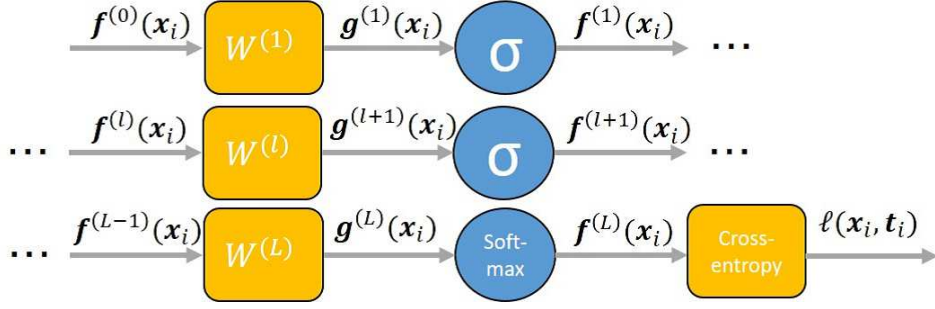 f^(0)(x_i) W^(1) g^(1)(x_i) σ f^(1)(x_i) ...
... f^(l)(x_i) W^(l) g^(l+1)(x_i) σ f^(l+1)(x_i) ...
... f^(L-1)(x_i) W^(L) g^(L)(x_i) Soft-
max f^(L)(x_i) Cross-
entropy ℓ(x_i, t_i)